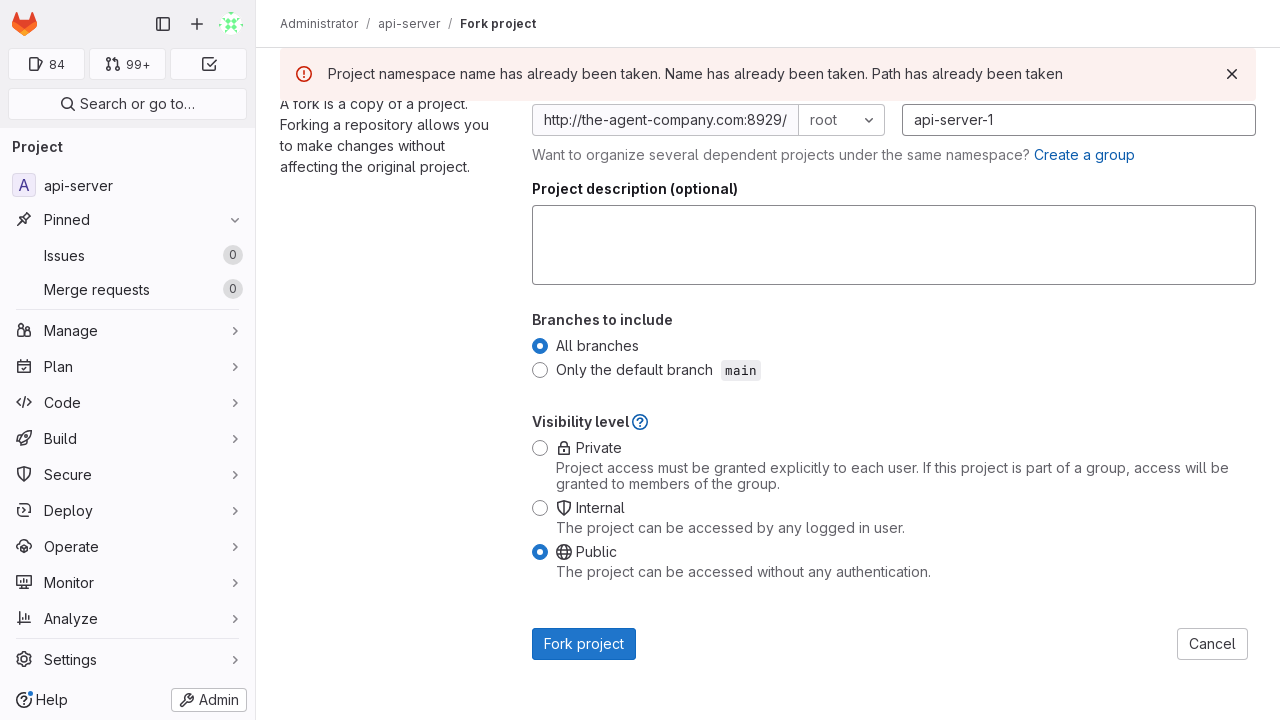 Administrator / api-server / Fork project
84
99+
Search or go to…
Project
A api-server
Pinned
Issues 0
Merge requests 0
Manage
Plan
Code
Build
Secure
Deploy
Operate
Monitor
Analyze
Settings
Help
Admin
Project namespace name has already been taken. Name has already been taken. Path has already been taken
A fork is a copy of a project.
Forking a repository allows you
to make changes without
affecting the original project.
http://the-agent-company.com:8929/ root api-server-1
Want to organize several dependent projects under the same namespace? Create a group
Project description (optional)
Branches to include
All branches
Only the default branch main
Visibility level
Private
Project access must be granted explicitly to each user. If this project is part of a group, access will be
granted to members of the group.
Internal
The project can be accessed by any logged in user.
Public
The project can be accessed without any authentication.
Fork project
Cancel